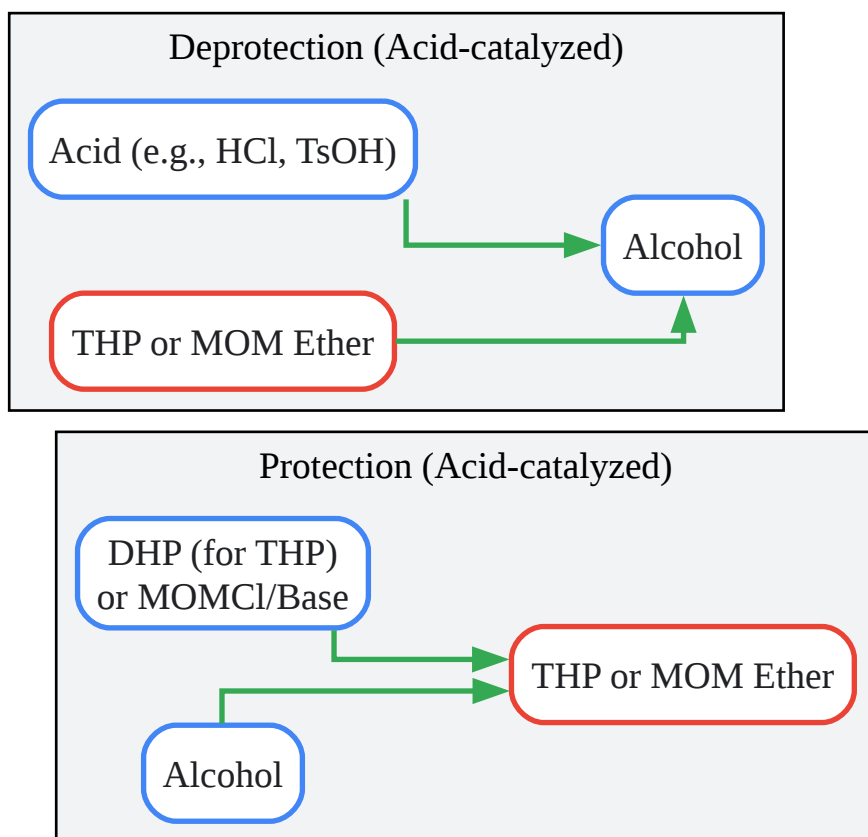 Deprotection (Acid-catalyzed)
Acid (e.g., HCl, TsOH)
Alcohol
THP or MOM Ether
Protection (Acid-catalyzed)
DHP (for THP)
or MOMCl/Base
THP or MOM Ether
Alcohol